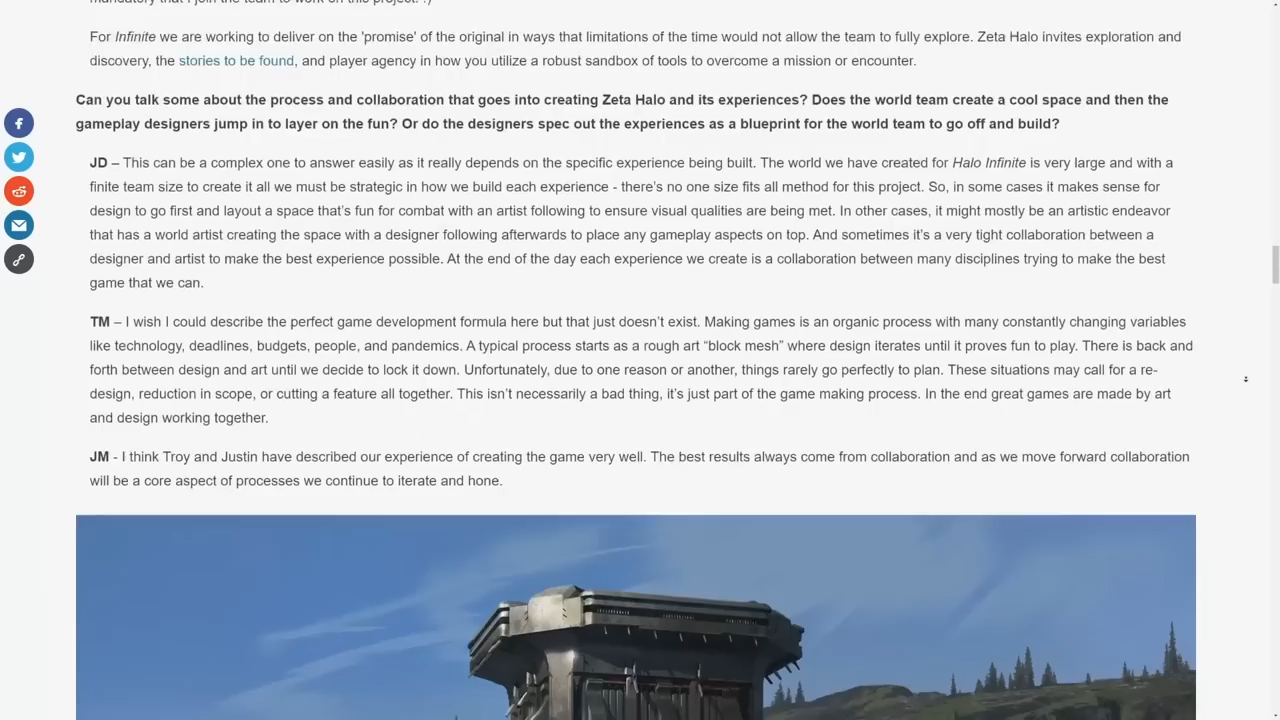 mandatory that I join the team to work on this project. :)
For Infinite we are working to deliver on the 'promise' of the original in ways that limitations of the time would not allow the team to fully explore. Zeta Halo invites exploration and
discovery, the stories to be found, and player agency in how you utilize a robust sandbox of tools to overcome a mission or encounter.
Can you talk some about the process and collaboration that goes into creating Zeta Halo and its experiences? Does the world team create a cool space and then the
gameplay designers jump in to layer on the fun? Or do the designers spec out the experiences as a blueprint for the world team to go off and build?
JD – This can be a complex one to answer easily as it really depends on the specific experience being built. The world we have created for Halo Infinite is very large and with a
finite team size to create it all we must be strategic in how we build each experience - there’s no one size fits all method for this project. So, in some cases it makes sense for
design to go first and layout a space that’s fun for combat with an artist following to ensure visual qualities are being met. In other cases, it might mostly be an artistic endeavor
that has a world artist creating the space with a designer following afterwards to place any gameplay aspects on top. And sometimes it’s a very tight collaboration between a
designer and artist to make the best experience possible. At the end of the day each experience we create is a collaboration between many disciplines trying to make the best
game that we can.
TM – I wish I could describe the perfect game development formula here but that just doesn’t exist. Making games is an organic process with many constantly changing variables
like technology, deadlines, budgets, people, and pandemics. A typical process starts as a rough art “block mesh” where design iterates until it proves fun to play. There is back and
forth between design and art until we decide to lock it down. Unfortunately, due to one reason or another, things rarely go perfectly to plan. These situations may call for a re-
design, reduction in scope, or cutting a feature all together. This isn’t necessarily a bad thing, it’s just part of the game making process. In the end great games are made by art
and design working together.
JM - I think Troy and Justin have described our experience of creating the game very well. The best results always come from collaboration and as we move forward collaboration
will be a core aspect of processes we continue to iterate and hone.